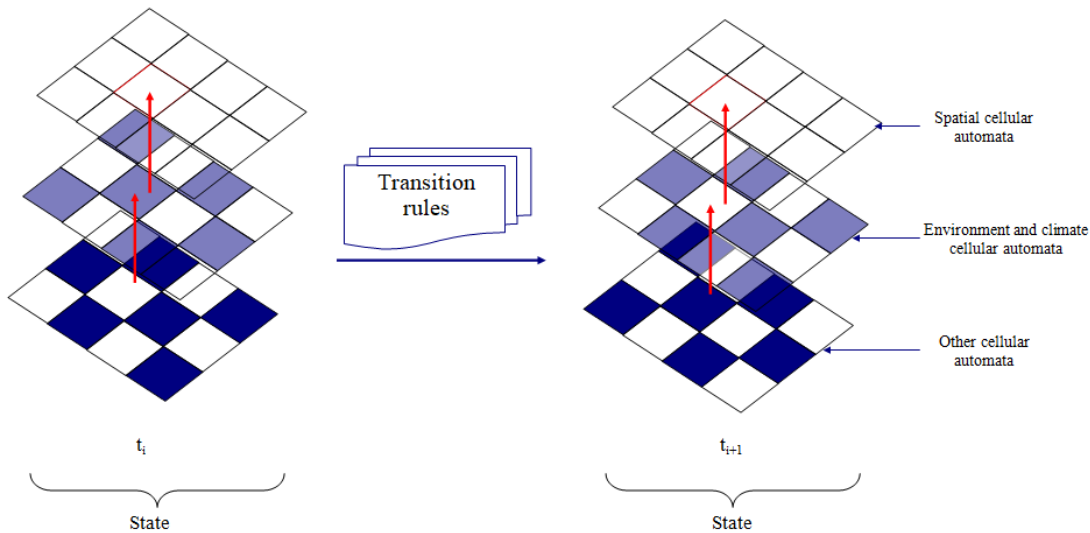 Transition
rules
Spatial cellular
automata
Environment and climate
cellular automata
Other cellular
automata
tᵢ
tᵢ₊₁
State
State